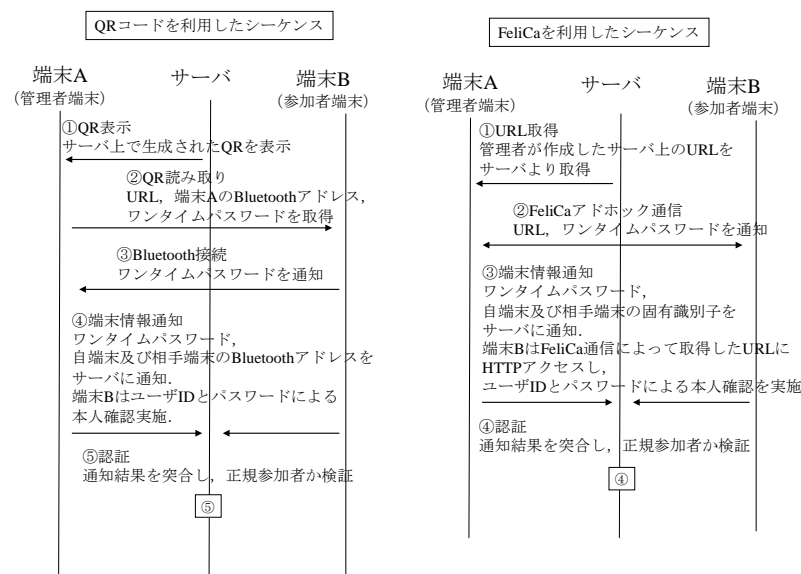 QRコードを利用したシーケンス
端末A
(管理者端末)
サーバ
端末B
(参加者端末)
①QR表示
サーバ上で生成されたQRを表示
②QR読み取り
URL，端末AのBluetoothアドレス，
ワンタイムパスワードを取得
③Bluetooth接続
ワンタイムパスワードを通知
④端末情報通知
ワンタイムパスワード，
自端末及び相手端末のBluetoothアドレスを
サーバに通知．
端末BはユーザIDとパスワードによる
本人確認実施．
⑤認証
通知結果を突合し，正規参加者か検証
⑤
FeliCaを利用したシーケンス
端末A
(管理者端末)
サーバ
端末B
(参加者端末)
①URL取得
管理者が作成したサーバ上のURLを
サーバより取得
②FeliCaアドホック通信
URL，ワンタイムパスワードを通知
③端末情報通知
ワンタイムパスワード，
自端末及び相手端末の固有識別子を
サーバに通知．
端末BはFeliCa通信によって取得したURLに
HTTPアクセスし，
ユーザIDとパスワードによる本人確認を実施
④認証
通知結果を突合し，正規参加者か検証
④